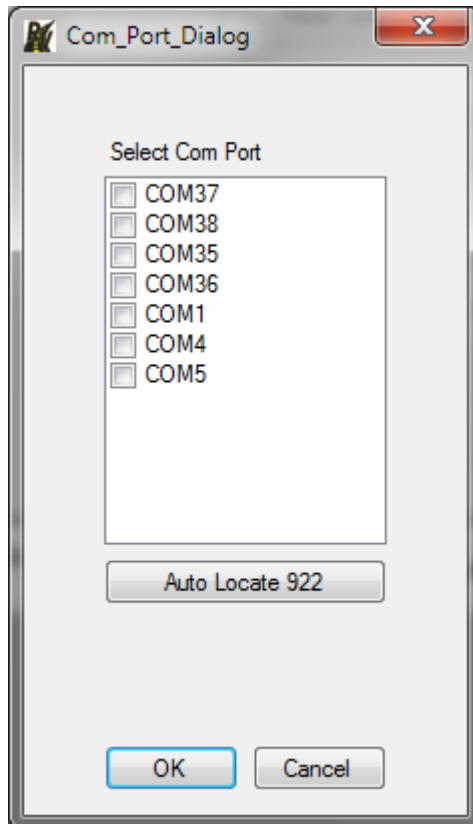 Com_Port_Dialog
Select Com Port
COM37
COM38
COM35
COM36
COM1
COM4
COM5
Auto Locate 922
OK
Cancel